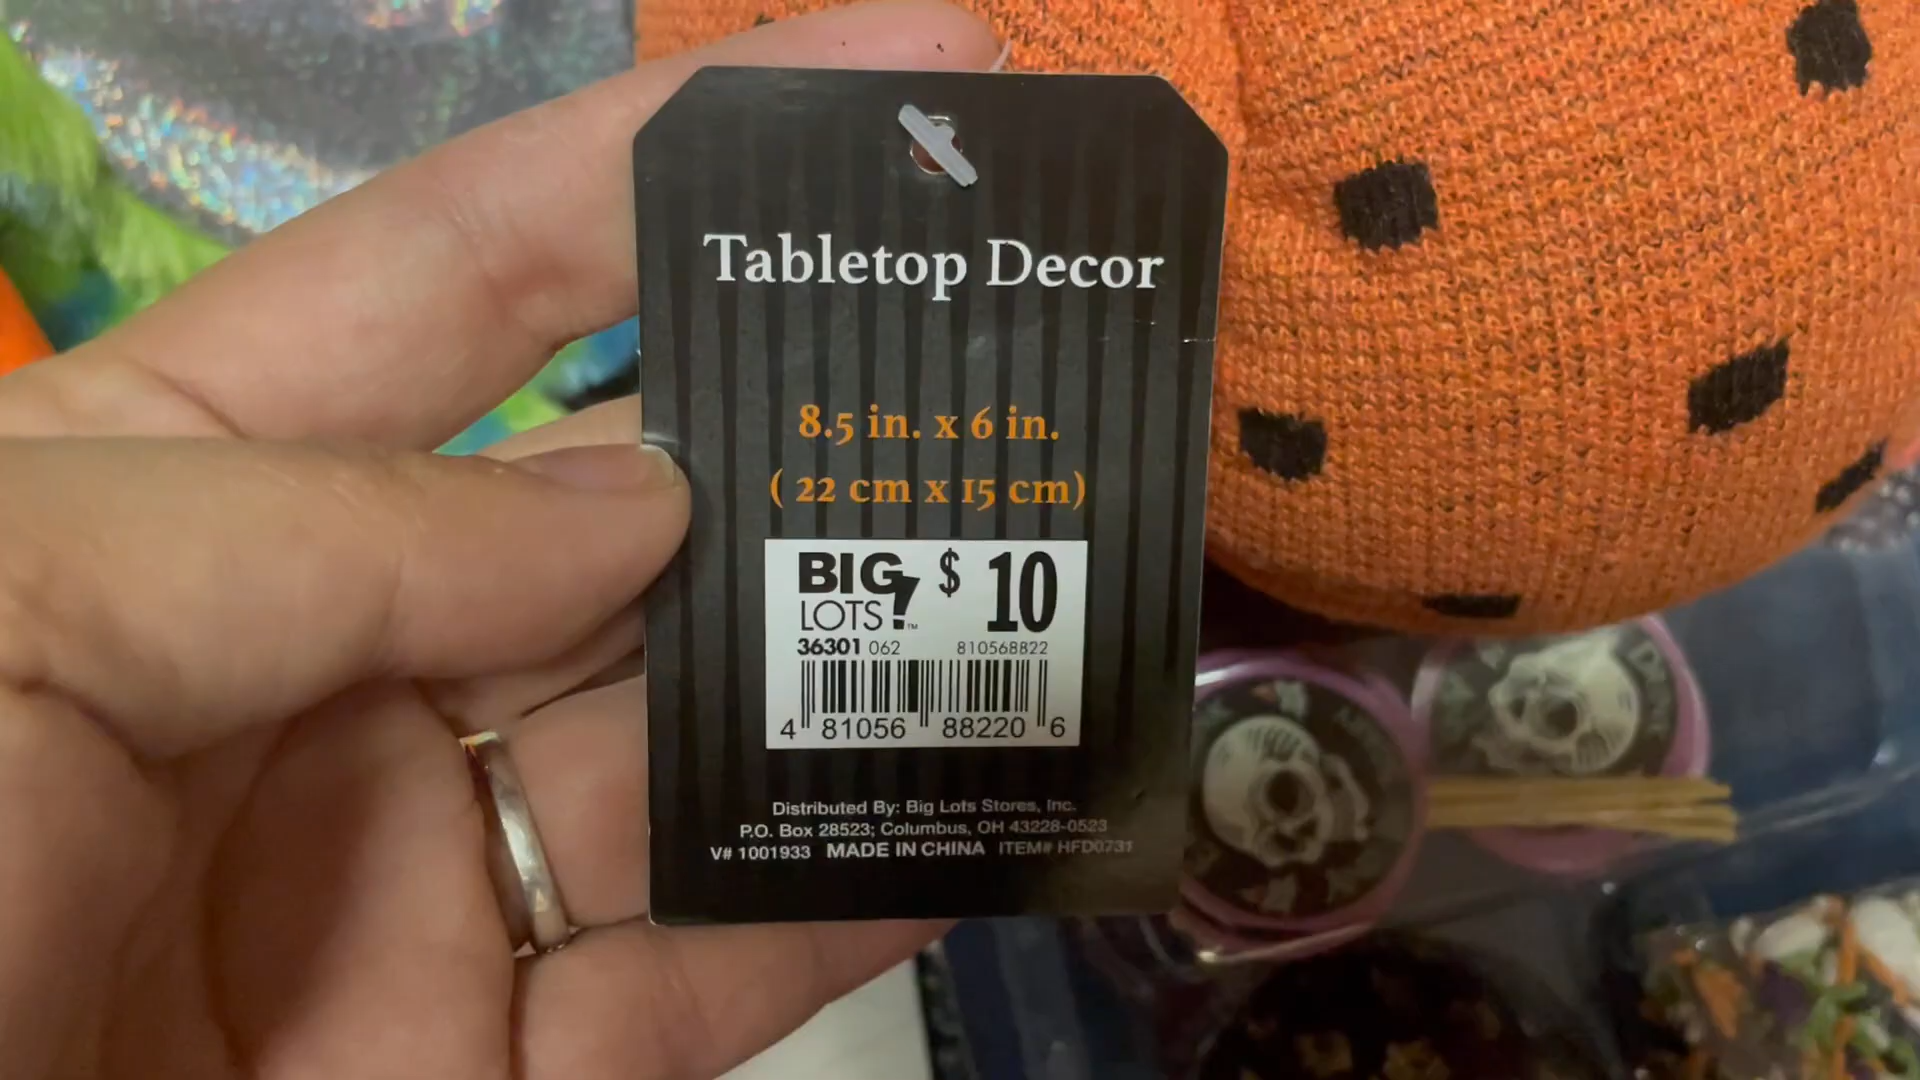 Tabletop Decor
8.5 in. x 6 in.
( 22 cm x 15 cm)
BIG LOTS! ™ $ 10
36301 062 810568822
4 81056 88220 6
Distributed By: Big Lots Stores, Inc.
P.O. Box 28523; Columbus, OH 43228-0523
V# 1001933 MADE IN CHINA ITEM# HFD0731